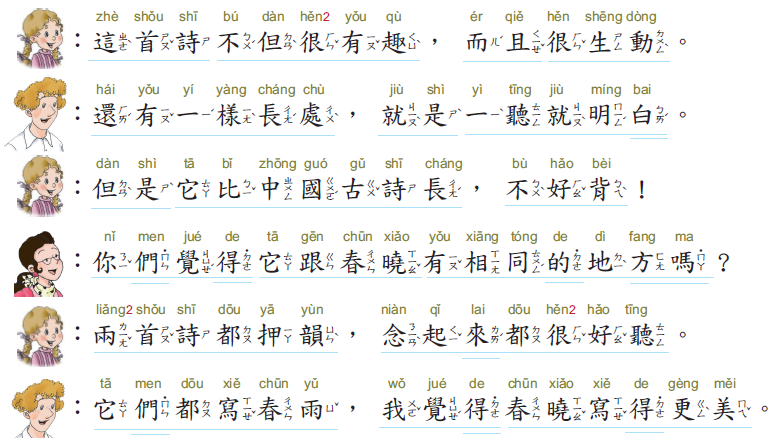 zhè shǒu shī bú dàn hěn2 yǒu qù ér qiě hěn shēng dòng
：這首詩不但很有趣，而且很生動。
hái yǒu yí yàng cháng chù jiù shì yì tīng jiù míng bai
：還有一樣長處，就是一聽就明白。
dàn shì tā bǐ zhōng guó gǔ shī cháng bù hǎo bèi
：但是它比中國古詩長，不好背！
nǐ men jué de tā gēn chūn xiǎo yǒu xiāng tóng de dì fang ma
：你們覺得它跟春曉有相同的地方嗎？
liǎng2 shǒu shī dōu yā yùn niàn qǐ lai dōu hěn2 hǎo tīng
：兩首詩都押韻，念起來都很好聽。
tā men dōu xiě chūn yǔ wǒ jué de chūn xiǎo xiě de gèng měi
：它們都寫春雨，我覺得春曉寫得更美。